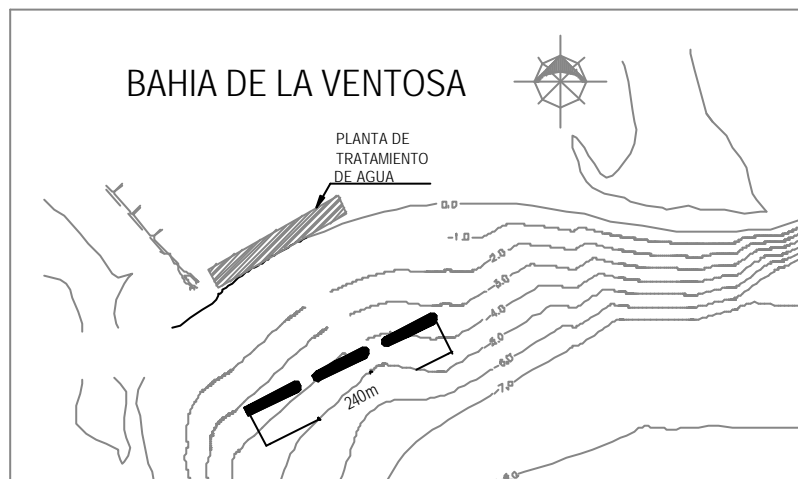 BAHIA DE LA VENTOSA
PLANTA DE
TRATAMIENTO
DE AGUA
0.0
-1.0
-2.0
-3.0
-4.0
-5.0
-6.0
-7.0
240m